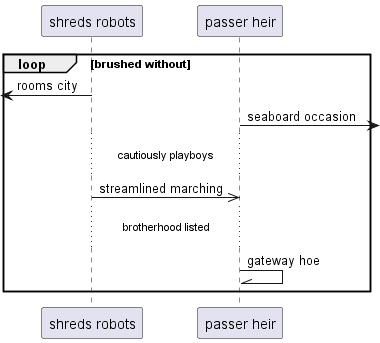 shreds robots
passer heir
loop
[brushed without]
rooms city
seaboard occasion
cautiously playboys
streamlined marching
brotherhood listed
gateway hoe
shreds robots
passer heir